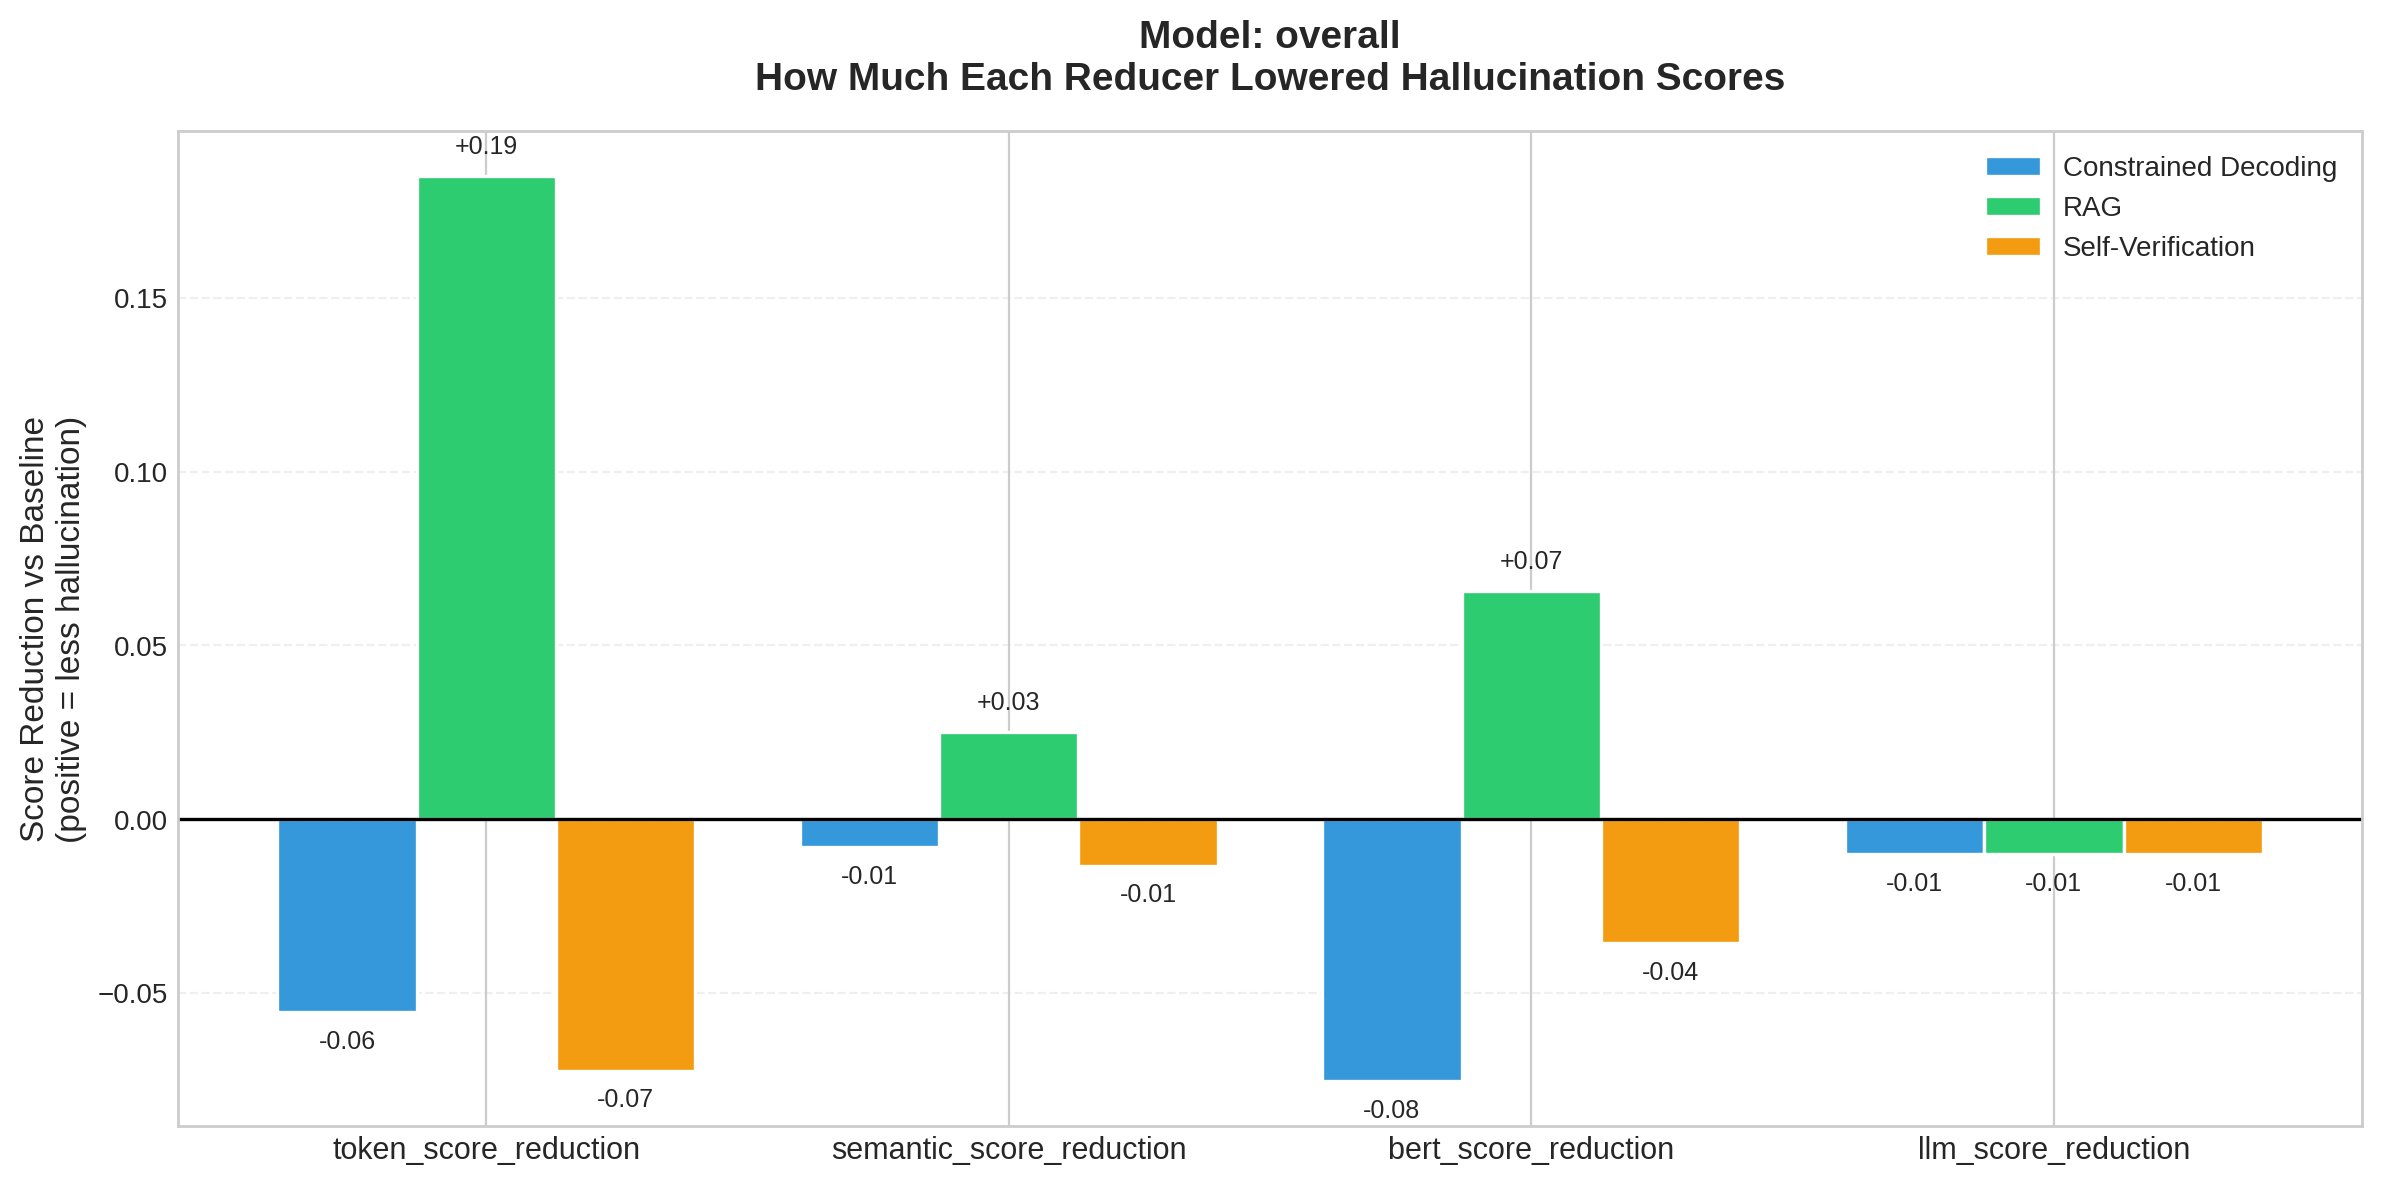 Model: overall
How Much Each Reducer Lowered Hallucination Scores
Score Reduction vs Baseline
(positive = less hallucination)
0.15
0.10
0.05
0.00
−0.05
+0.19
-0.06
-0.07
+0.03
-0.01
-0.01
+0.07
-0.08
-0.04
-0.01
-0.01
-0.01
Constrained Decoding
RAG
Self-Verification
token_score_reduction
semantic_score_reduction
bert_score_reduction
llm_score_reduction